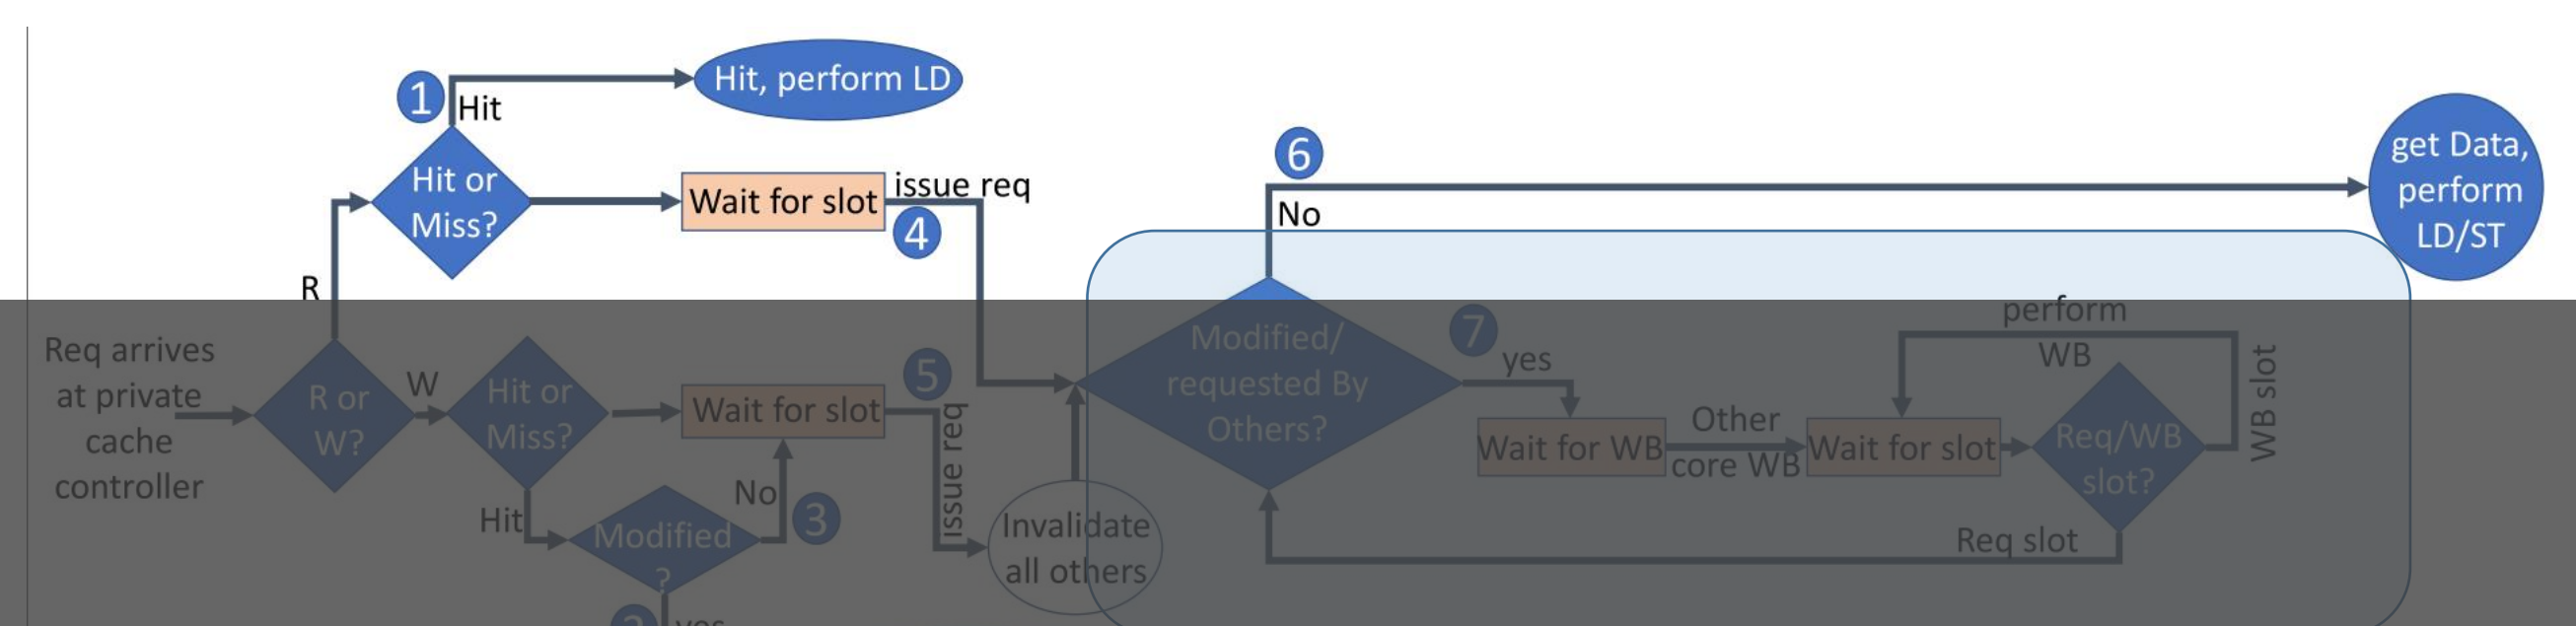 1
Hit
Hit, perform LD
Hit or
Miss?
Wait for slot
issue req
4
R
6
No
get Data,
perform
LD/ST
Req arrives
at private
cache
controller
R or
W?
W
Hit or
Miss?
Hit
Modified
?
No
3
yes
Wait for slot
5
issue req
Invalidate
all others
Modified/
requested By
Others?
7
yes
Wait for WB
Other
core WB
Wait for slot
Req/WB
slot?
perform
WB
WB slot
Req slot